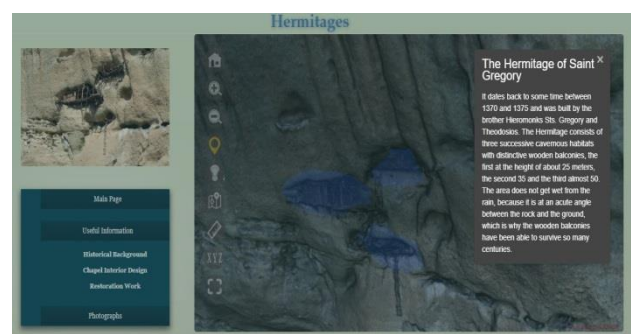 Hermitages
Main Page
Useful Information
Historical Background
Chapel Interior Design
Restoration Work
Photographs
XYZ
The Hermitage of Saint
Gregory
It dates back to some time between
1370 and 1375 and was built by the
brother Hieromonks Sts. Gregory and
Theodosios. The Hermitage consists of
three successive cavernous habitats
with distinctive wooden balconies, the
first at the height of about 25 meters,
the second 35 and the third almost 50.
The area does not get wet from the
rain, because it is at an acute angle
between the rock and the ground,
which is why the wooden balconies
have been able to survive so many
centuries.